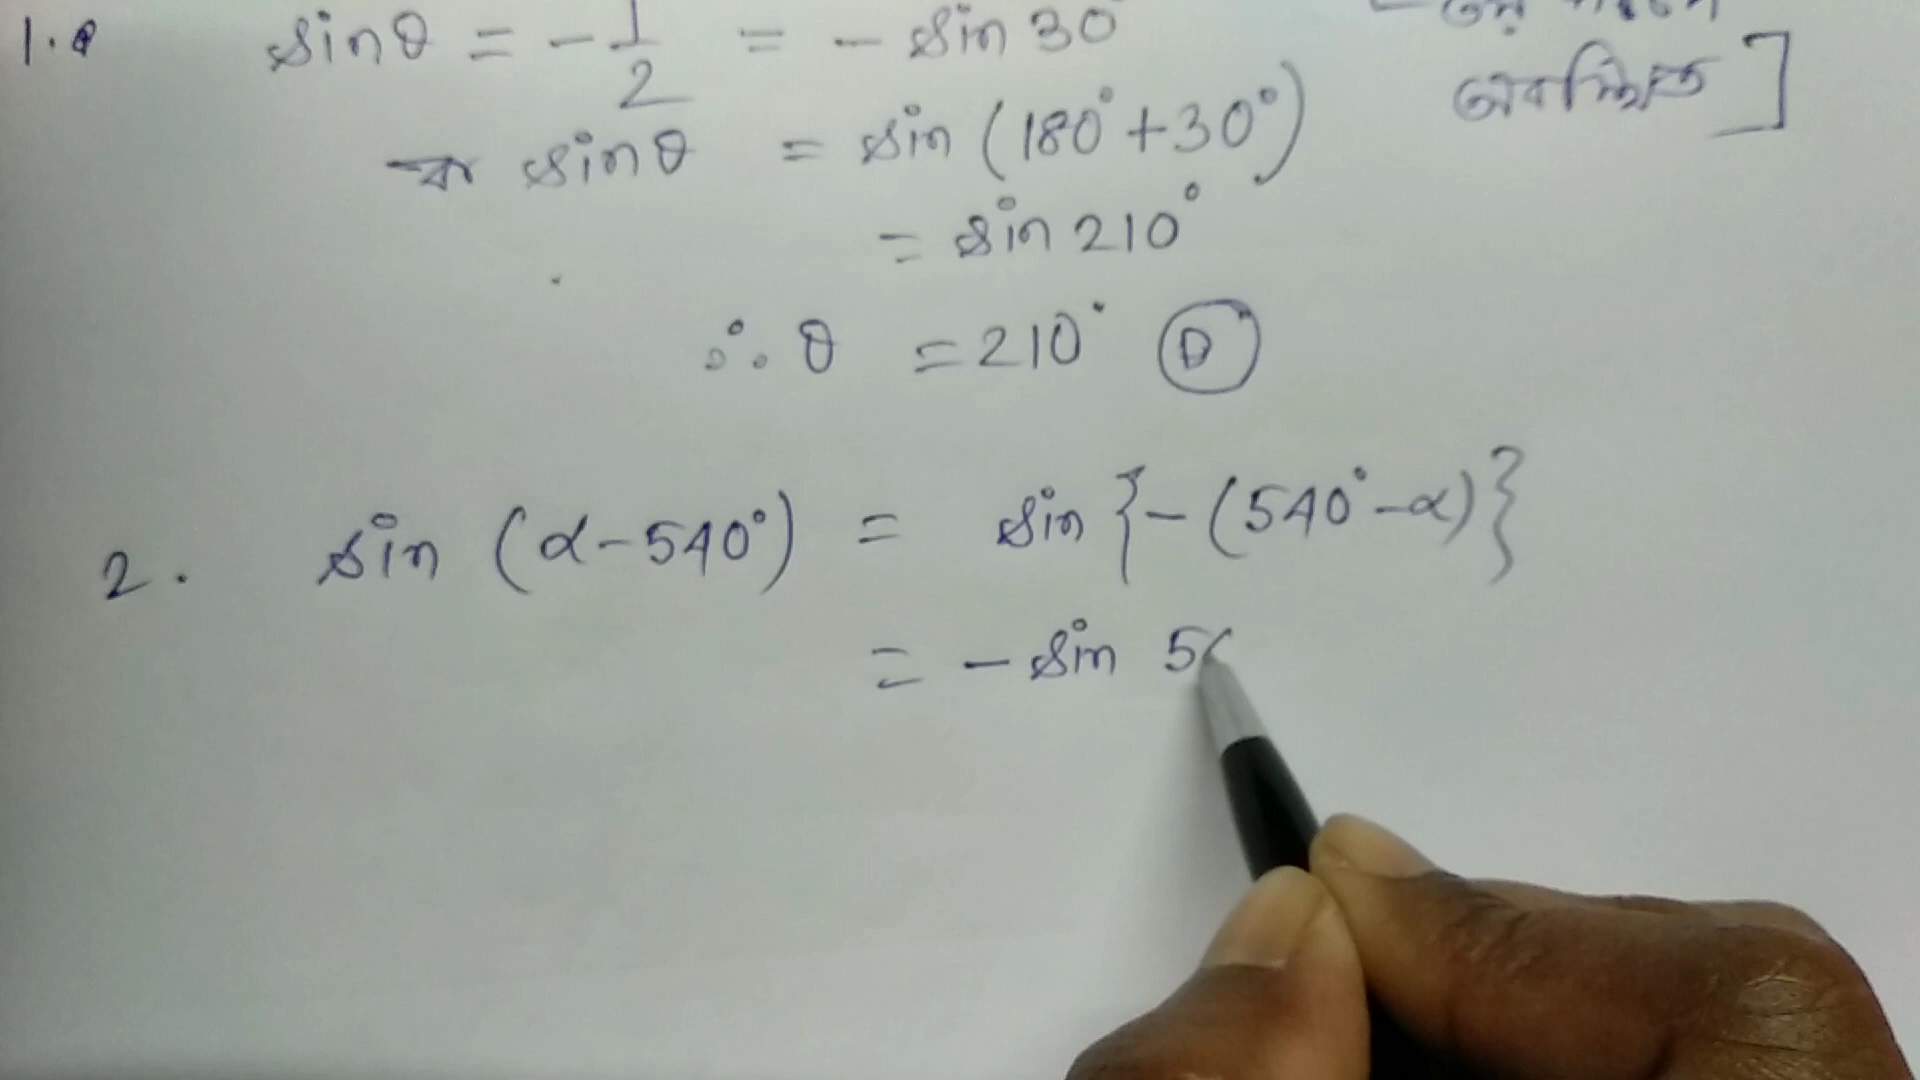 1. sinθ = - 1/2 = - sin 30°
বা sinθ = sin (180° + 30°)
অবস্থিত ]
= sin 210°
∴ θ = 210° (D)
2. sin (α - 540°) = sin {- (540° - α)}
= - sin 5